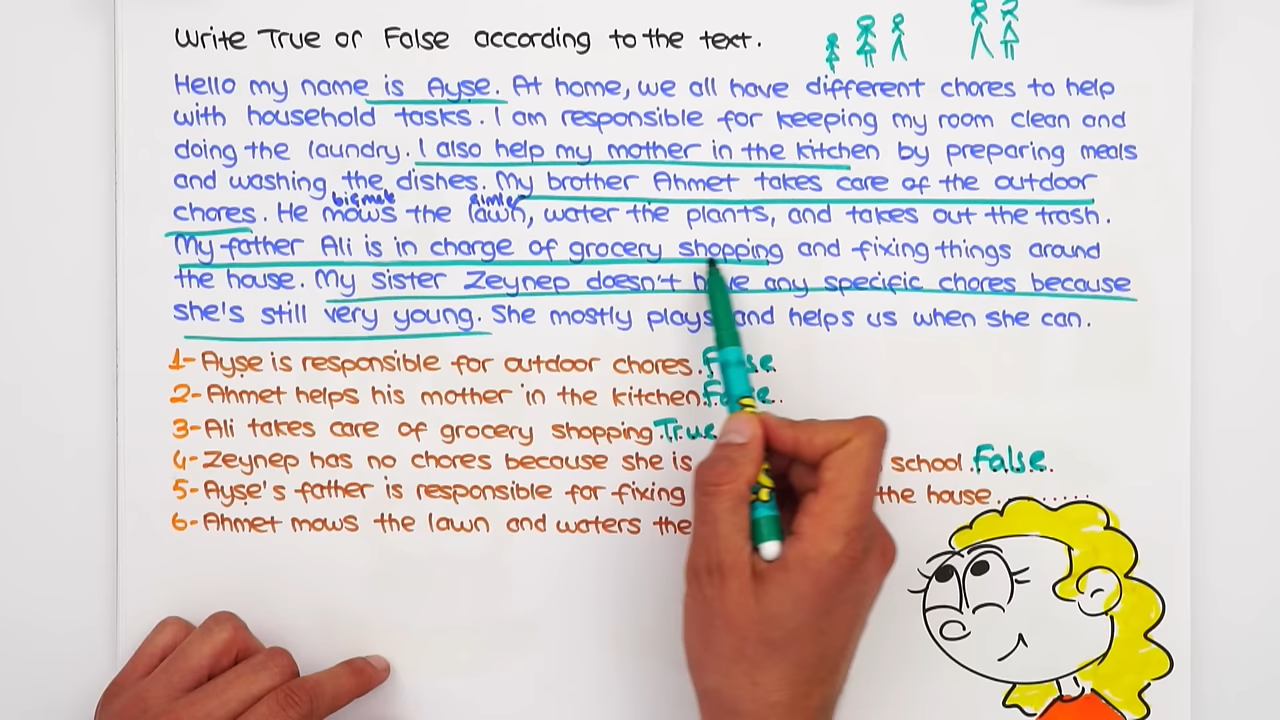 Write True or False according to the text.
Hello my name is Ayşe. At home, we all have different chores to help
with household tasks. I am responsible for keeping my room clean and
doing the laundry. I also help my mother in the kitchen by preparing meals
and washing the dishes. My brother Ahmet takes care of the outdoor
biçmek çimler
chores. He mows the lawn, water the plants, and takes out the trash.
My father Ali is in charge of grocery shopping and fixing things around
the house. My sister Zeynep doesn't have any specific chores because
she's still very young. She mostly plays and helps us when she can.
1- Ayşe is responsible for outdoor chores. False
2- Ahmet helps his mother in the kitchen. False
3- Ali takes care of grocery shopping. True
4- Zeynep has no chores because she is school. False.
5- Ayşe's father is responsible for fixing the house. ........
6- Ahmet mows the lawn and waters the